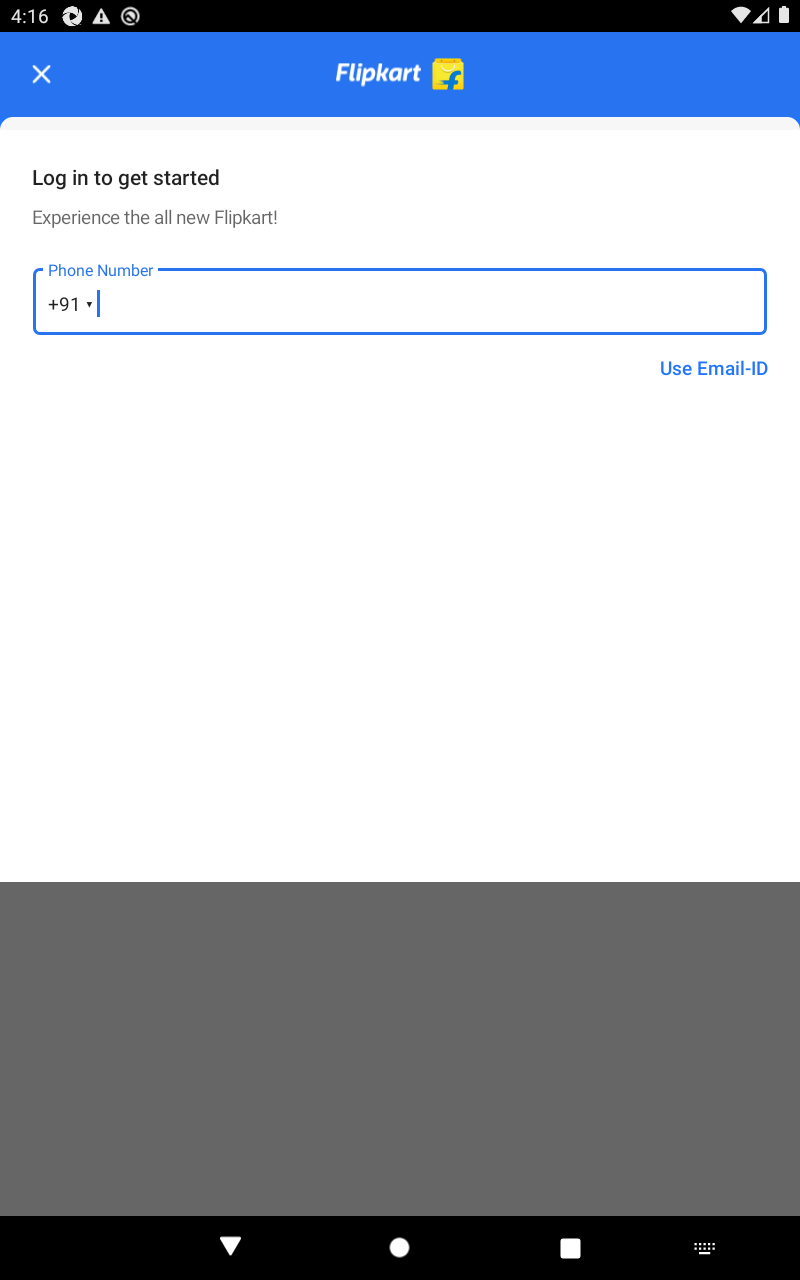 4:16
Flipkart
Log in to get started
Experience the all new Flipkart!
Phone Number
+91
Use Email-ID